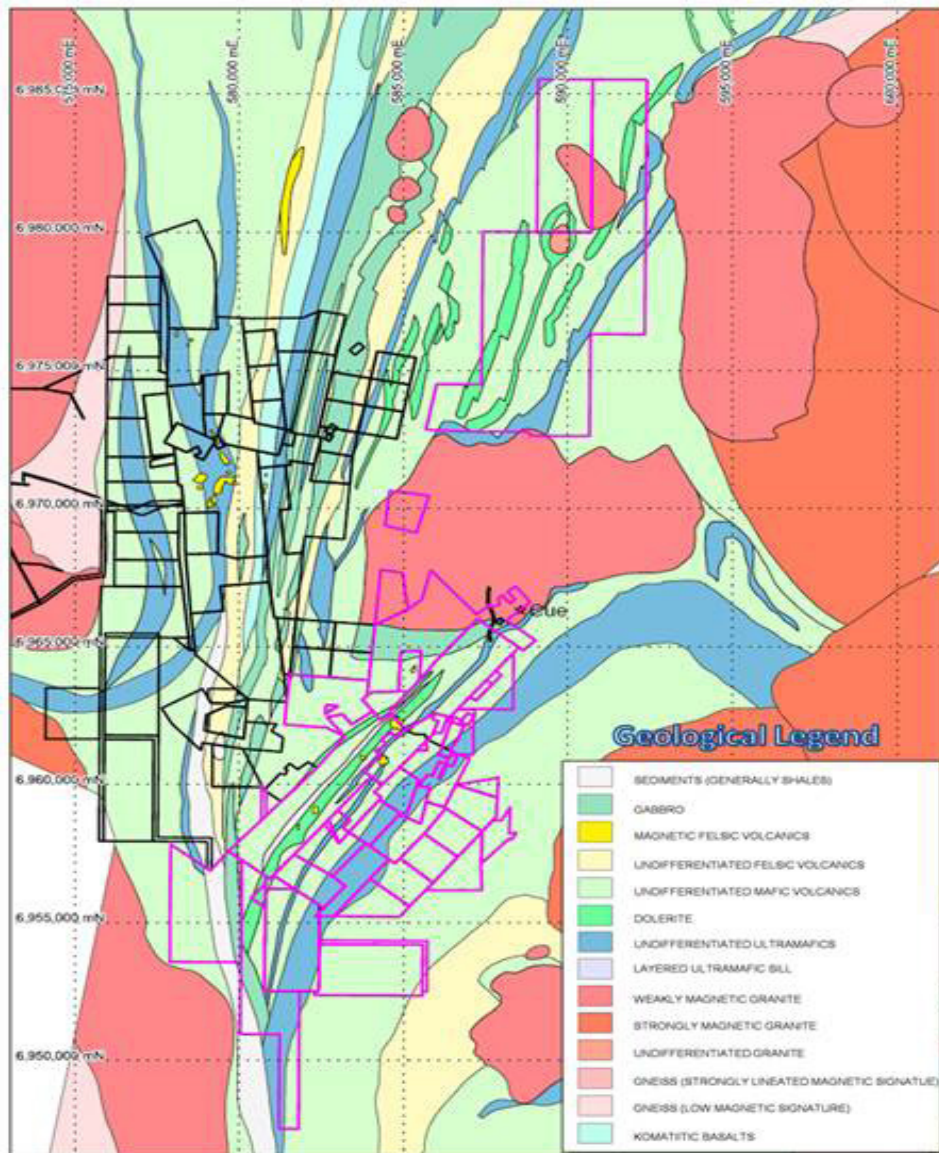 575,000 mE
580,000 mE
585,000 mE
590,000 mE
595,000 mE
600,000 mE
6,985,000 mN
6,980,000 mN
6,975,000 mN
6,970,000 mN
6,965,000 mN
6,960,000 mN
6,955,000 mN
6,950,000 mN
Cue
Geological Legend
SEDIMENTS (GENERALLY SHALES)
GABBRO
MAGNETIC FELSIC VOLCANICS
UNDIFFERENTIATED FELSIC VOLCANICS
UNDIFFERENTIATED MAFIC VOLCANICS
DOLERITE
UNDIFFERENTIATED ULTRAMAFICS
LAYERED ULTRAMAFIC SILL
WEAKLY MAGNETIC GRANITE
STRONGLY MAGNETIC GRANITE
UNDIFFERENTIATED GRANITE
GNEISS (STRONGLY LINEATED MAGNETIC SIGNATUE)
GNEISS (LOW MAGNETIC SIGNATURE)
KOMATIITIC BASALTS